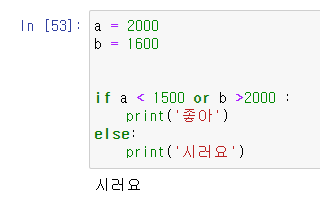 In [53]: a = 2000
b = 1600
if a < 1500 or b >2000 :
print('좋아')
else:
print('시러요')
시러요